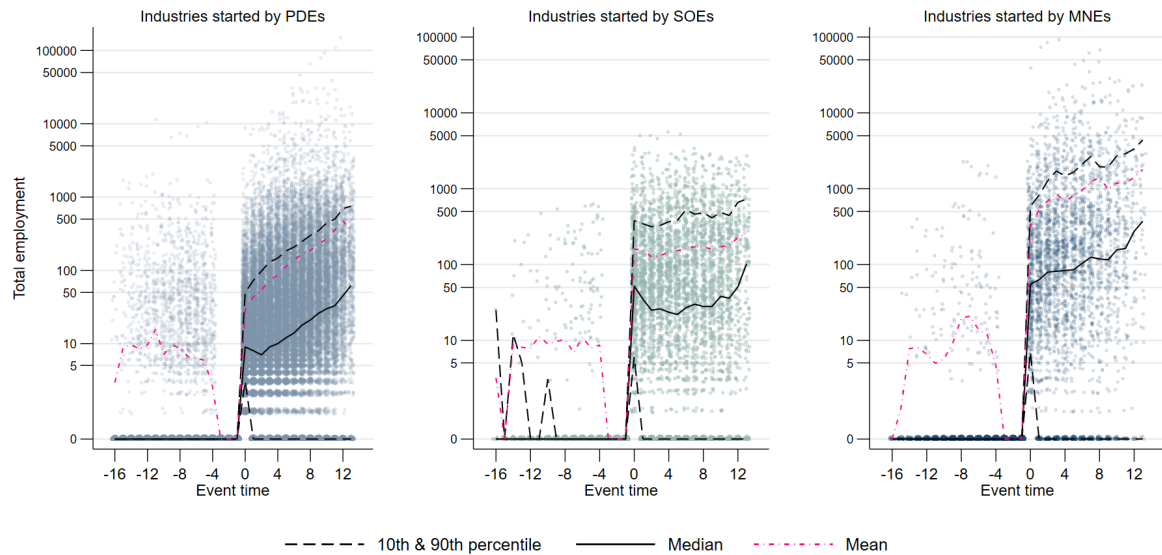 Industries started by PDEs
Industries started by SOEs
Industries started by MNEs
Total employment
100000
50000
10000
5000
1000
500
100
50
10
5
0
-16 -12 -8 -4 0 4 8 12
Event time
100000
50000
10000
5000
1000
500
100
50
10
5
0
-16 -12 -8 -4 0 4 8 12
Event time
100000
50000
10000
5000
1000
500
100
50
10
5
0
-16 -12 -8 -4 0 4 8 12
Event time
10th & 90th percentile
Median
Mean